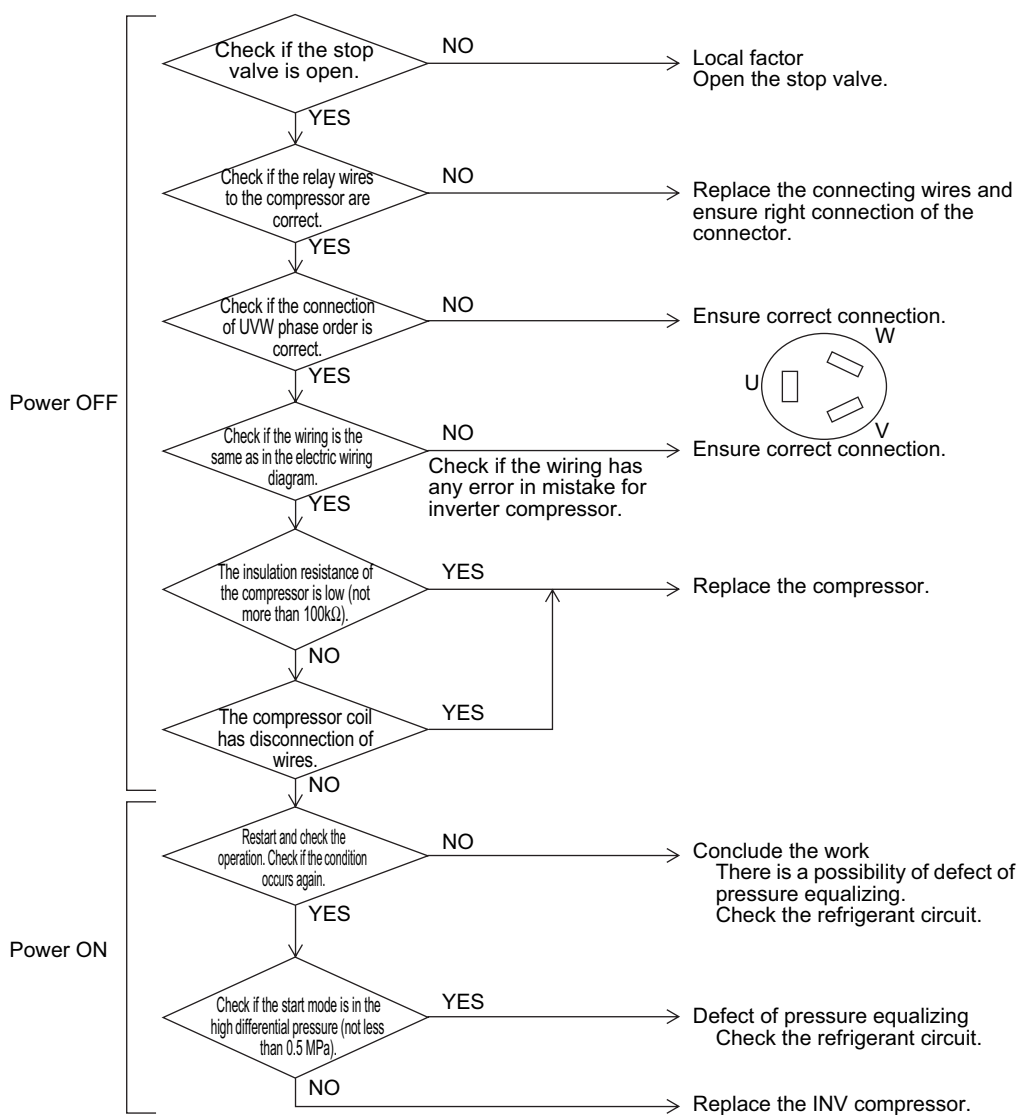 Check if the stop
valve is open.
NO
Local factor
Open the stop valve.
YES
Check if the relay wires
to the compressor are
correct.
NO
Replace the connecting wires and
ensure right connection of the
connector.
YES
Check if the connection
of UVW phase order is
correct.
NO
Ensure correct connection.
W
U
V
YES
Power OFF
Check if the wiring is the
same as in the electric wiring
diagram.
NO
Check if the wiring has
any error in mistake for
inverter compressor.
Ensure correct connection.
YES
The insulation resistance of
the compressor is low (not
more than 100kΩ).
YES
Replace the compressor.
NO
The compressor coil
has disconnection of
wires.
YES
NO
Restart and check the
operation. Check if the condition
occurs again.
NO
Conclude the work
There is a possibility of defect of
pressure equalizing.
Check the refrigerant circuit.
YES
Power ON
Check if the start mode is in the
high differential pressure (not less
than 0.5 MPa).
YES
Defect of pressure equalizing
Check the refrigerant circuit.
NO
Replace the INV compressor.